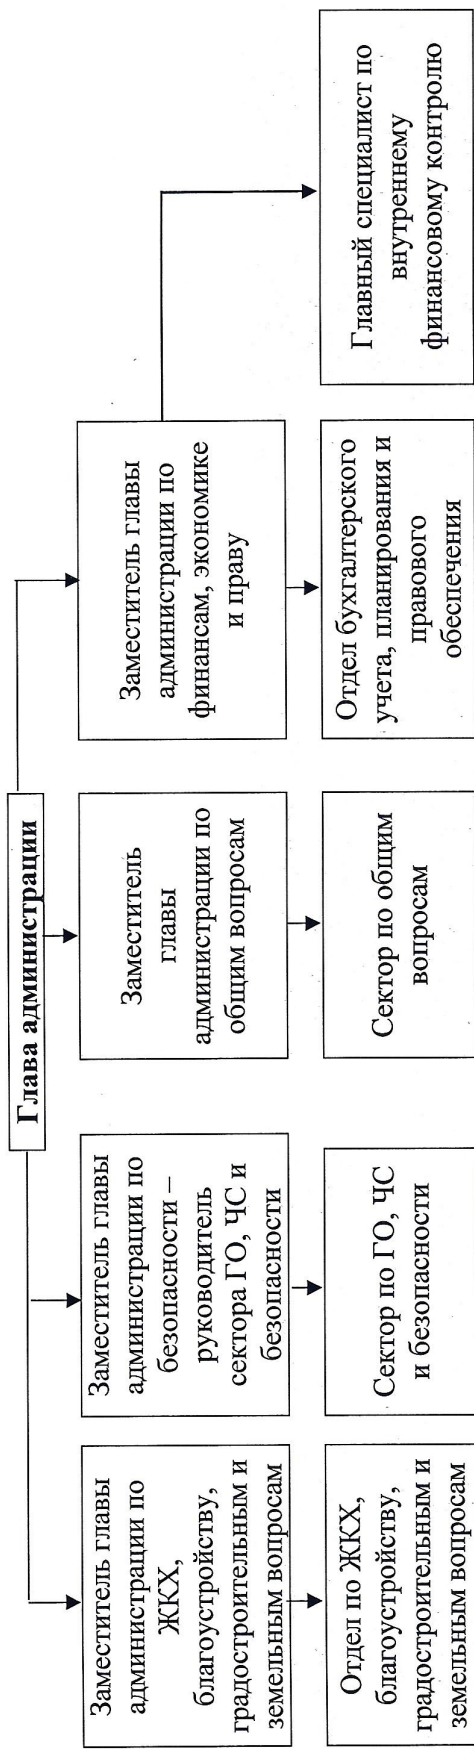 Глава администрации
Заместитель главы
администрации по
ЖКХ,
благоустройству,
градостроительным и
земельным вопросам
Заместитель главы
администрации по
безопасности –
руководитель
сектора ГО, ЧС и
безопасности
Заместитель
главы
администрации по
общим вопросам
Заместитель главы
администрации по
финансам, экономике
и праву
Отдел по ЖКХ,
благоустройству,
градостроительным и
земельным вопросам
Сектор по ГО, ЧС
и безопасности
Сектор по общим
вопросам
Отдел бухгалтерского
учета, планирования и
правового
обеспечения
Главный специалист по
внутреннему
финансовому контролю